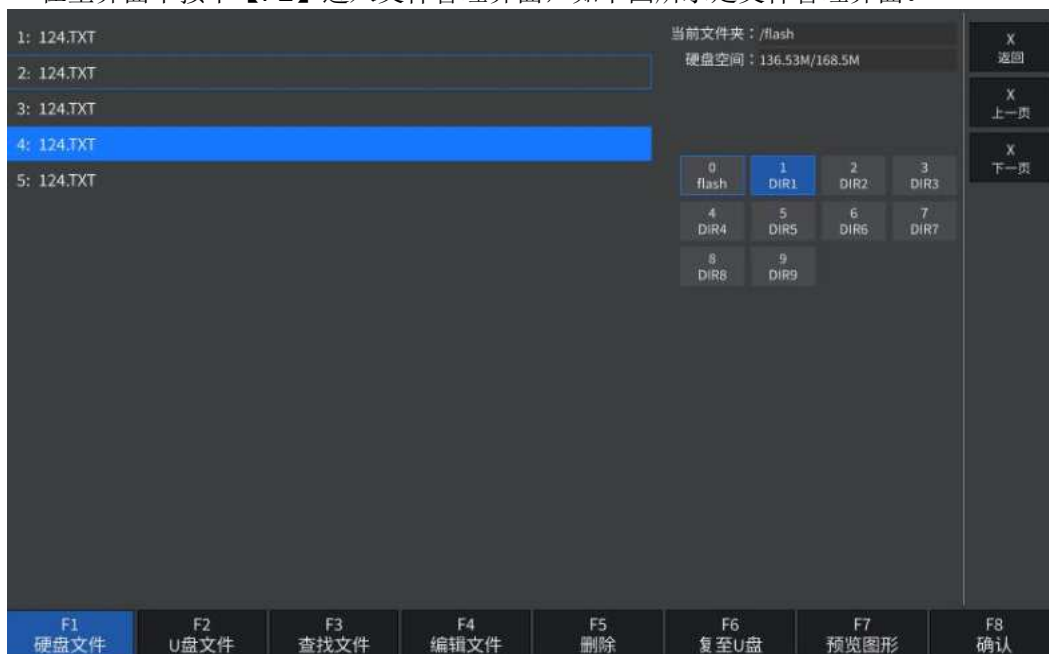 1: 124.TXT
2: 124.TXT
3: 124.TXT
4: 124.TXT
5: 124.TXT
当前文件夹：/flash
硬盘空间：136.53M/168.5M
0
flash
1
DIR1
2
DIR2
3
DIR3
4
DIR4
5
DIR5
6
DIR6
7
DIR7
8
DIR8
9
DIR9
X
返回
X
上一页
X
下一页
F1
硬盘文件
F2
U盘文件
F3
查找文件
F4
编辑文件
F5
删除
F6
复至U盘
F7
预览图形
F8
确认